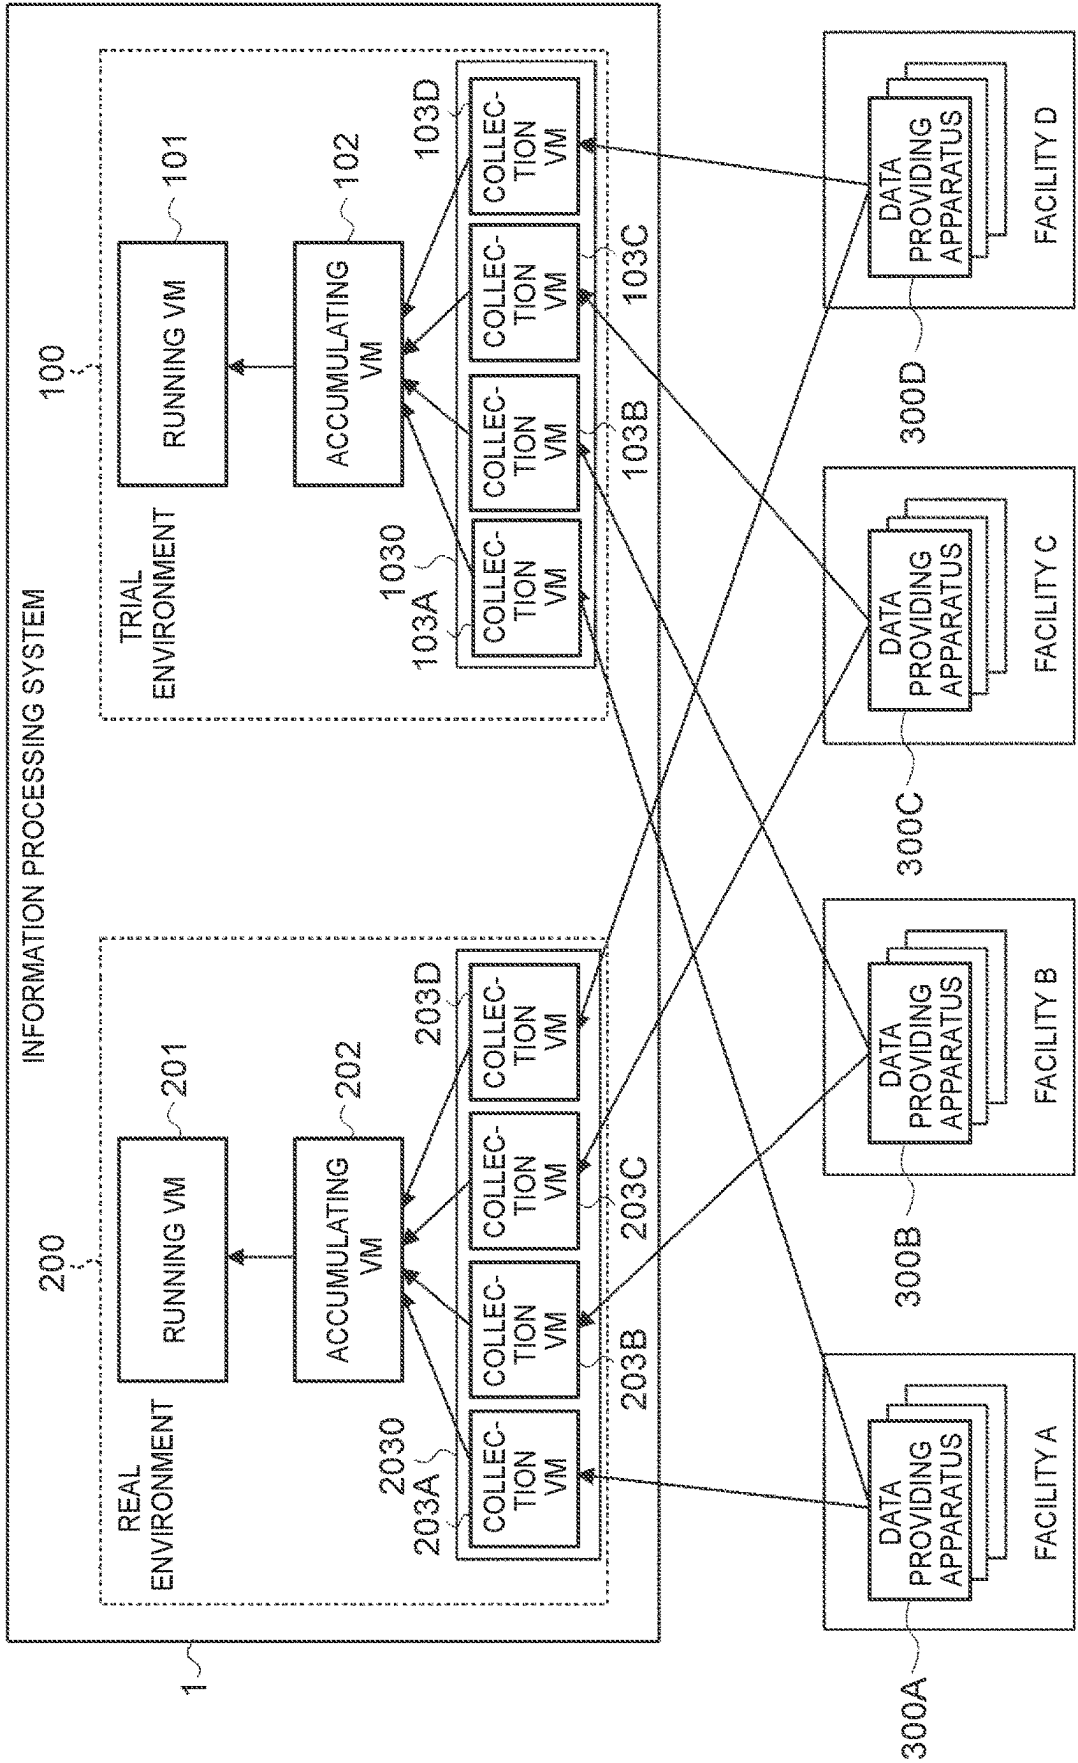 INFORMATION PROCESSING SYSTEM
1
200
REAL
ENVIRONMENT
RUNNING VM
201
ACCUMULATING
VM
202
2030
203A
COLLEC-
TION
VM
203B
COLLEC-
TION
VM
203C
COLLEC-
TION
VM
203D
COLLEC-
TION
VM
100
TRIAL
ENVIRONMENT
RUNNING VM
101
ACCUMULATING
VM
102
1030
103A
COLLEC-
TION
VM
103B
COLLEC-
TION
VM
103C
COLLEC-
TION
VM
103D
COLLEC-
TION
VM
300A
DATA
PROVIDING
APPARATUS
FACILITY A
300B
DATA
PROVIDING
APPARATUS
FACILITY B
300C
DATA
PROVIDING
APPARATUS
FACILITY C
300D
DATA
PROVIDING
APPARATUS
FACILITY D